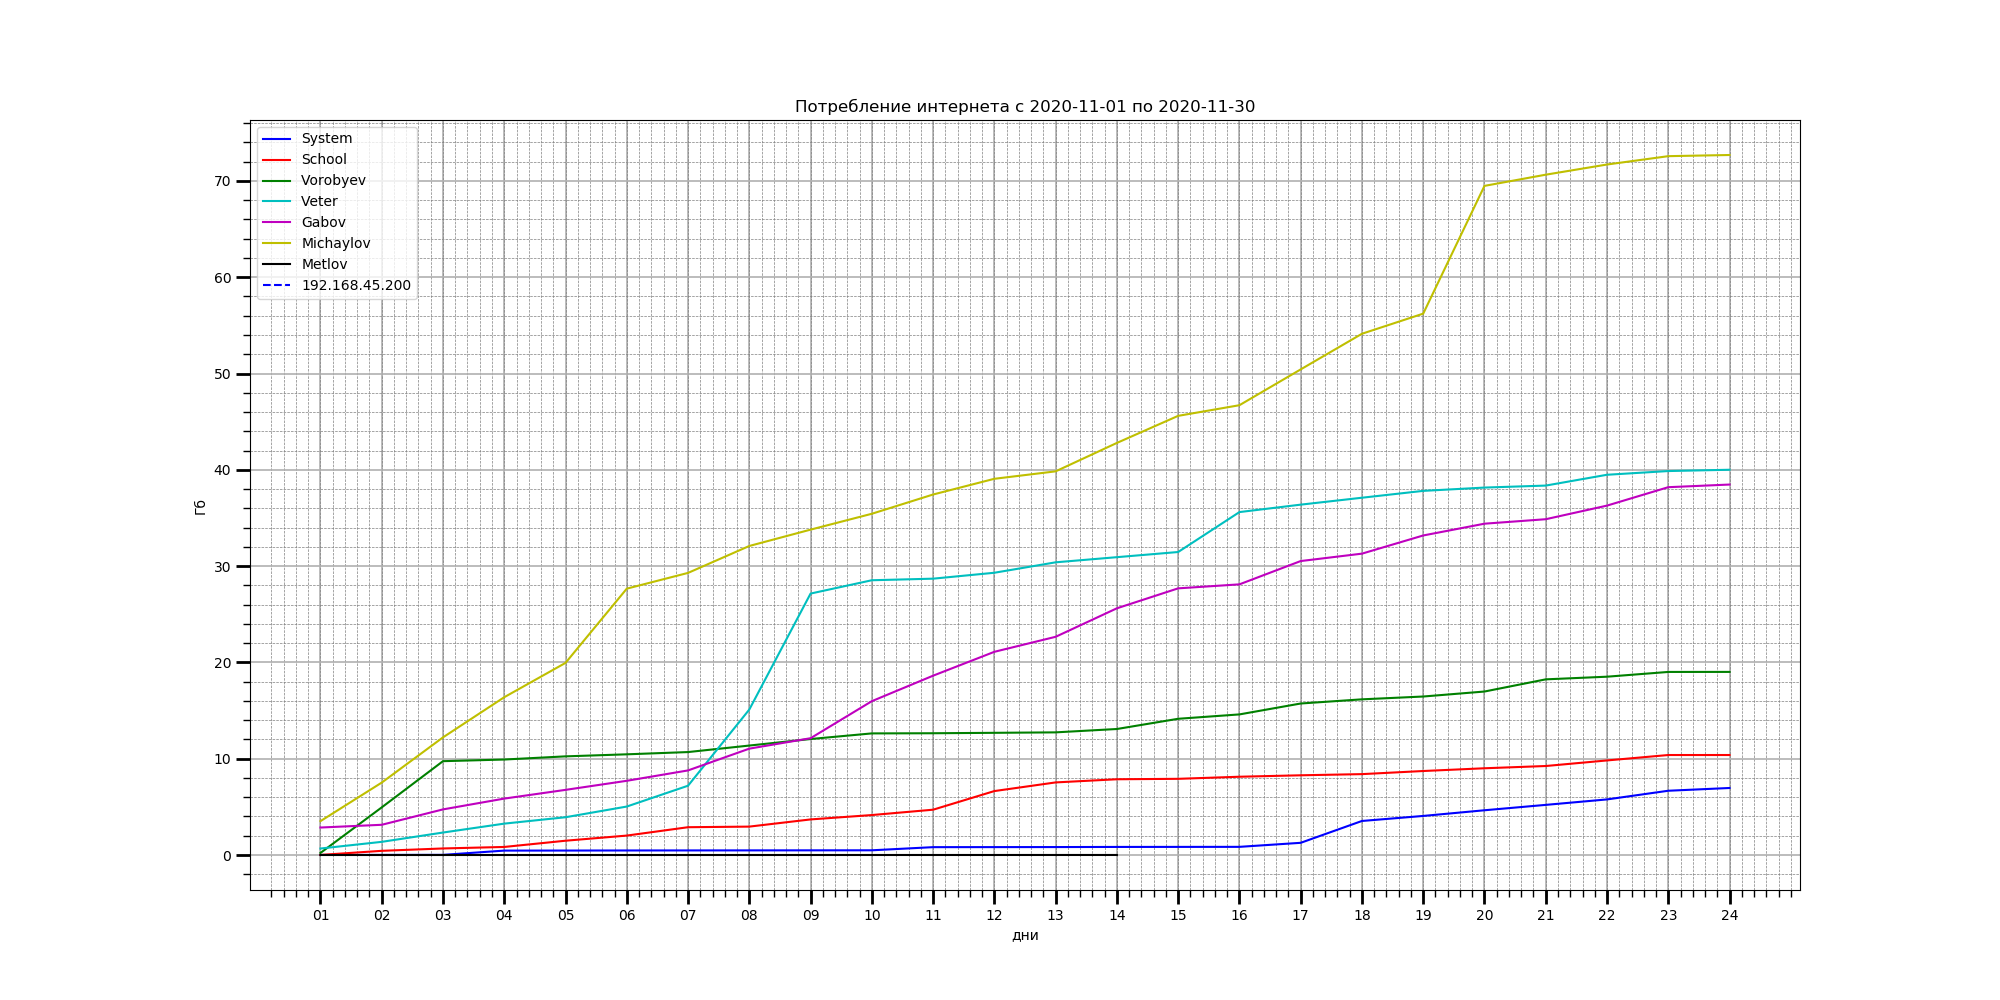 Потребление интернета с 2020-11-01 по 2020-11-30
System
School
Vorobyev
Veter
Gabov
Michaylov
Metlov
192.168.45.200
70
60
50
40
30
20
10
0
Гб
01 02 03 04 05 06 07 08 09 10 11 12 13 14 15 16 17 18 19 20 21 22 23 24
дни